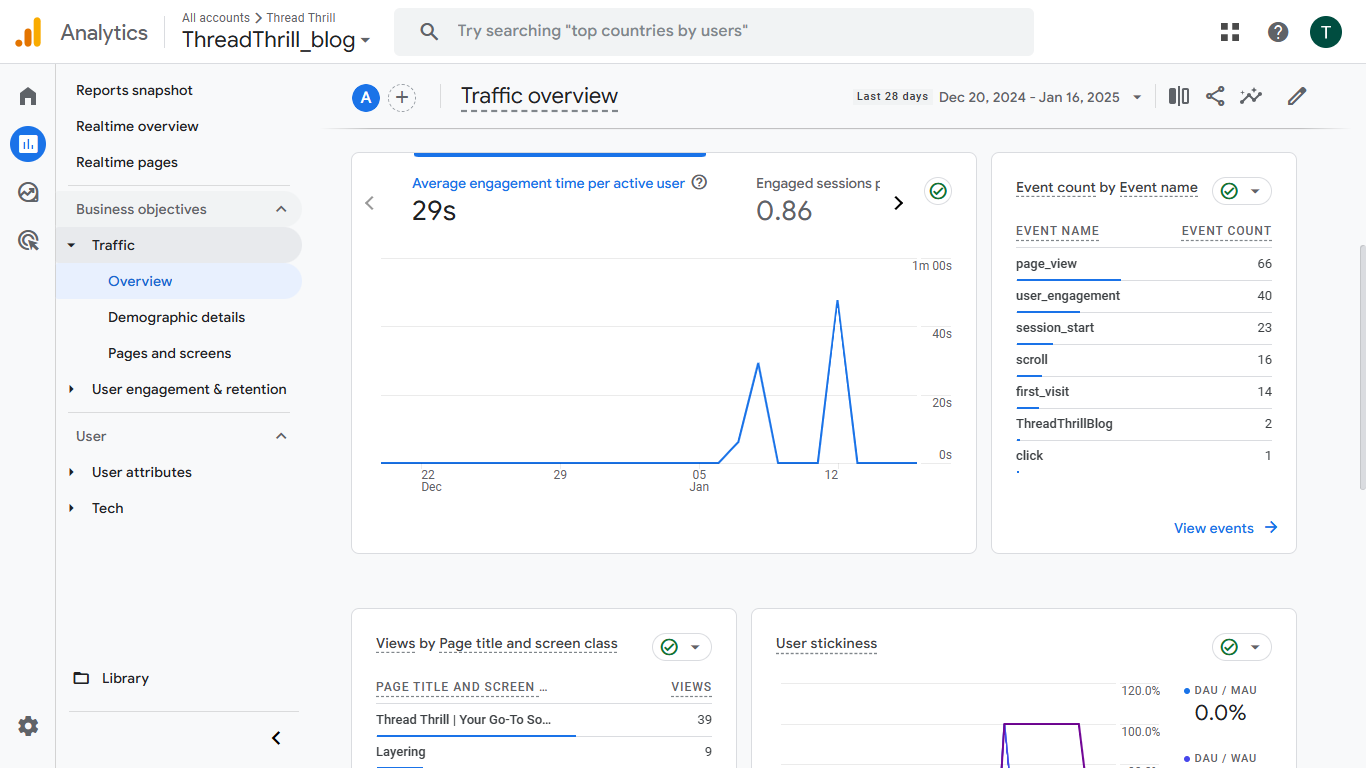 Analytics
All accounts > Thread Thrill
ThreadThrill_blog
Try searching "top countries by users"
T
Reports snapshot
Realtime overview
Realtime pages
Business objectives
Traffic
Overview
Demographic details
Pages and screens
User engagement & retention
User
User attributes
Tech
Library
A
Traffic overview
Last 28 days Dec 20, 2024 - Jan 16, 2025
Average engagement time per active user
29s
Engaged sessions p
0.86
1m 00s
40s
20s
0s
22 29 05 12
Dec Jan
Event count by Event name
EVENT NAME EVENT COUNT
page_view 66
user_engagement 40
session_start 23
scroll 16
first_visit 14
ThreadThrillBlog 2
click 1
View events
Views by Page title and screen class
PAGE TITLE AND SCREEN … VIEWS
Thread Thrill | Your Go-To So... 39
Layering 9
User stickiness
120.0%
100.0%
DAU / MAU
0.0%
DAU / WAU